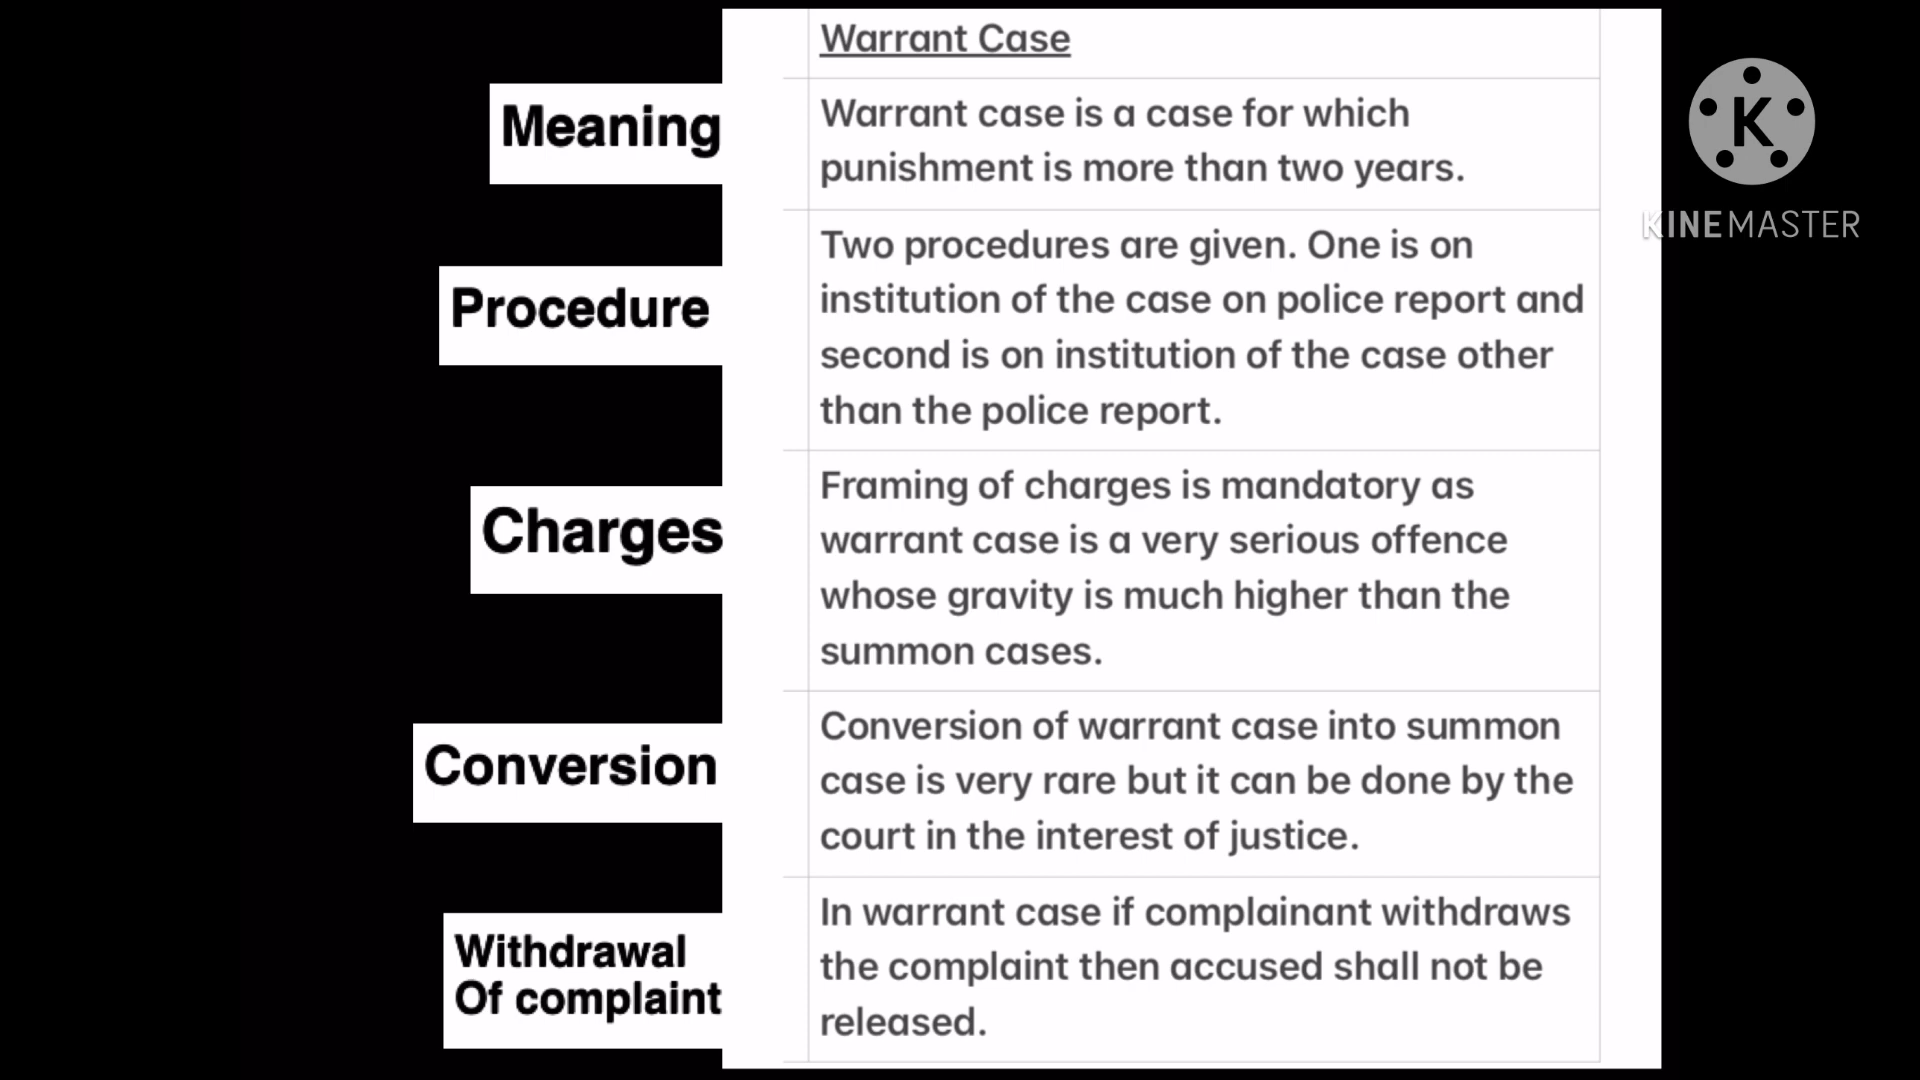 Warrant Case
Meaning
Warrant case is a case for which
punishment is more than two years.
Procedure
Two procedures are given. One is on
institution of the case on police report and
second is on institution of the case other
than the police report.
Charges
Framing of charges is mandatory as
warrant case is a very serious offence
whose gravity is much higher than the
summon cases.
Conversion
Conversion of warrant case into summon
case is very rare but it can be done by the
court in the interest of justice.
Withdrawal
Of complaint
In warrant case if complainant withdraws
the complaint then accused shall not be
released.
K
KINEMASTER